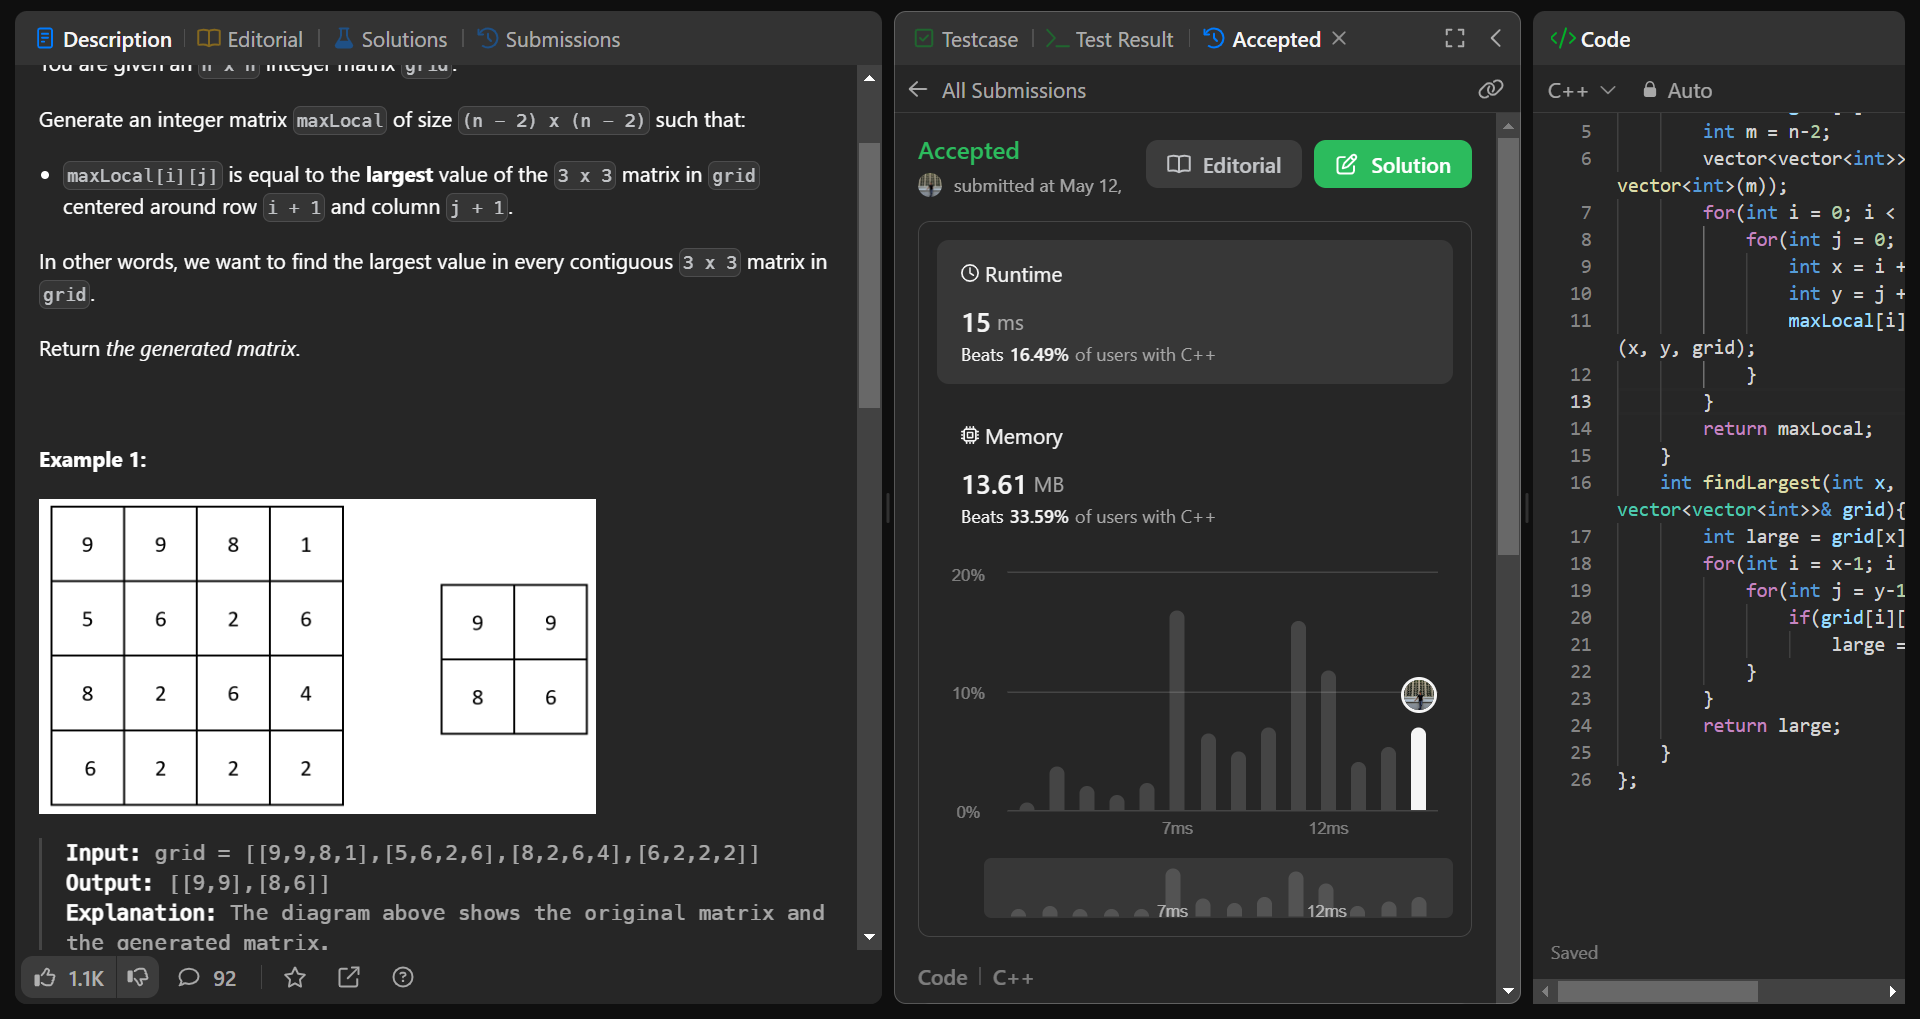 Description
Editorial
Solutions
Submissions
You are given an n x n integer matrix grid.
Generate an integer matrix maxLocal of size (n - 2) x (n - 2) such that:
• maxLocal[i][j] is equal to the largest value of the 3 x 3 matrix in grid
centered around row i + 1 and column j + 1.
In other words, we want to find the largest value in every contiguous 3 x 3 matrix in
grid.
Return the generated matrix.
Example 1:
9 9 8 1
5 6 2 6
8 2 6 4
6 2 2 2
9 9
8 6
Input: grid = [[9,9,8,1],[5,6,2,6],[8,2,6,4],[6,2,2,2]]
Output: [[9,9],[8,6]]
Explanation: The diagram above shows the original matrix and
the generated matrix.
1.1K
92
Testcase
Test Result
Accepted
All Submissions
Accepted
submitted at May 12,
Editorial
Solution
Runtime
15 ms
Beats 16.49% of users with C++
Memory
13.61 MB
Beats 33.59% of users with C++
20%
10%
0%
7ms 12ms
7ms 12ms
Code | C++
</> Code
C++
Auto
5 int m = n-2;
6 vector<vector<int>>
vector<int>(m));
7 for(int i = 0; i <
8 for(int j = 0;
9 int x = i +
10 int y = j +
11 maxLocal[i]
(x, y, grid);
12 }
13 }
14 return maxLocal;
15 }
16 int findLargest(int x,
vector<vector<int>>& grid){
17 int large = grid[x]
18 for(int i = x-1; i
19 for(int j = y-1
20 if(grid[i][
21 large =
22 }
23 }
24 return large;
25 }
26 };
Saved